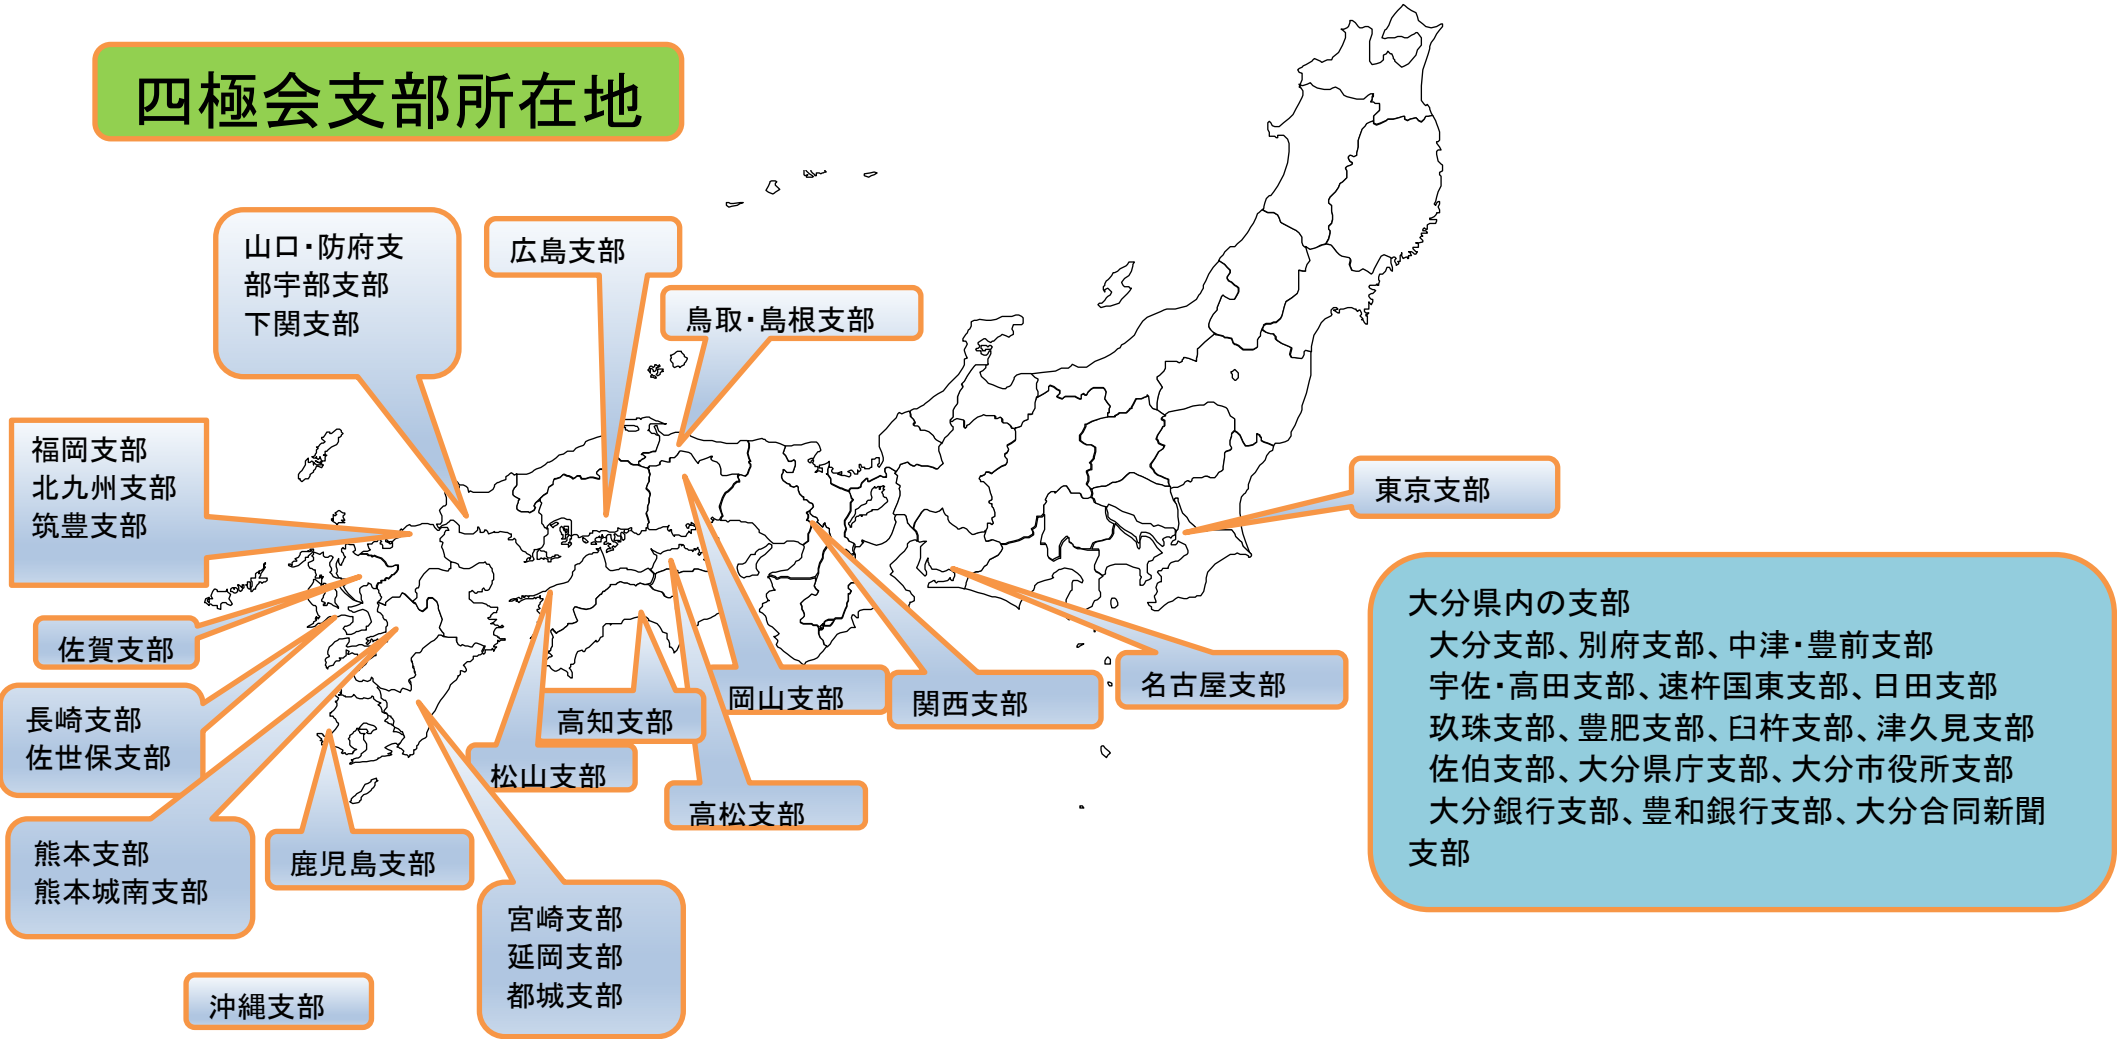 四極会支部所在地
山口・防府支
部宇部支部
下関支部
広島支部
鳥取・島根支部
福岡支部
北九州支部
筑豊支部
東京支部
佐賀支部
長崎支部
佐世保支部
熊本支部
熊本城南支部
鹿児島支部
宮崎支部
延岡支部
都城支部
沖縄支部
松山支部
高知支部
高松支部
岡山支部
関西支部
名古屋支部
大分県内の支部
大分支部、別府支部、中津・豊前支部
宇佐・高田支部、速杵国東支部、日田支部
玖珠支部、豊肥支部、臼杵支部、津久見支部
佐伯支部、大分県庁支部、大分市役所支部
大分銀行支部、豊和銀行支部、大分合同新聞
支部